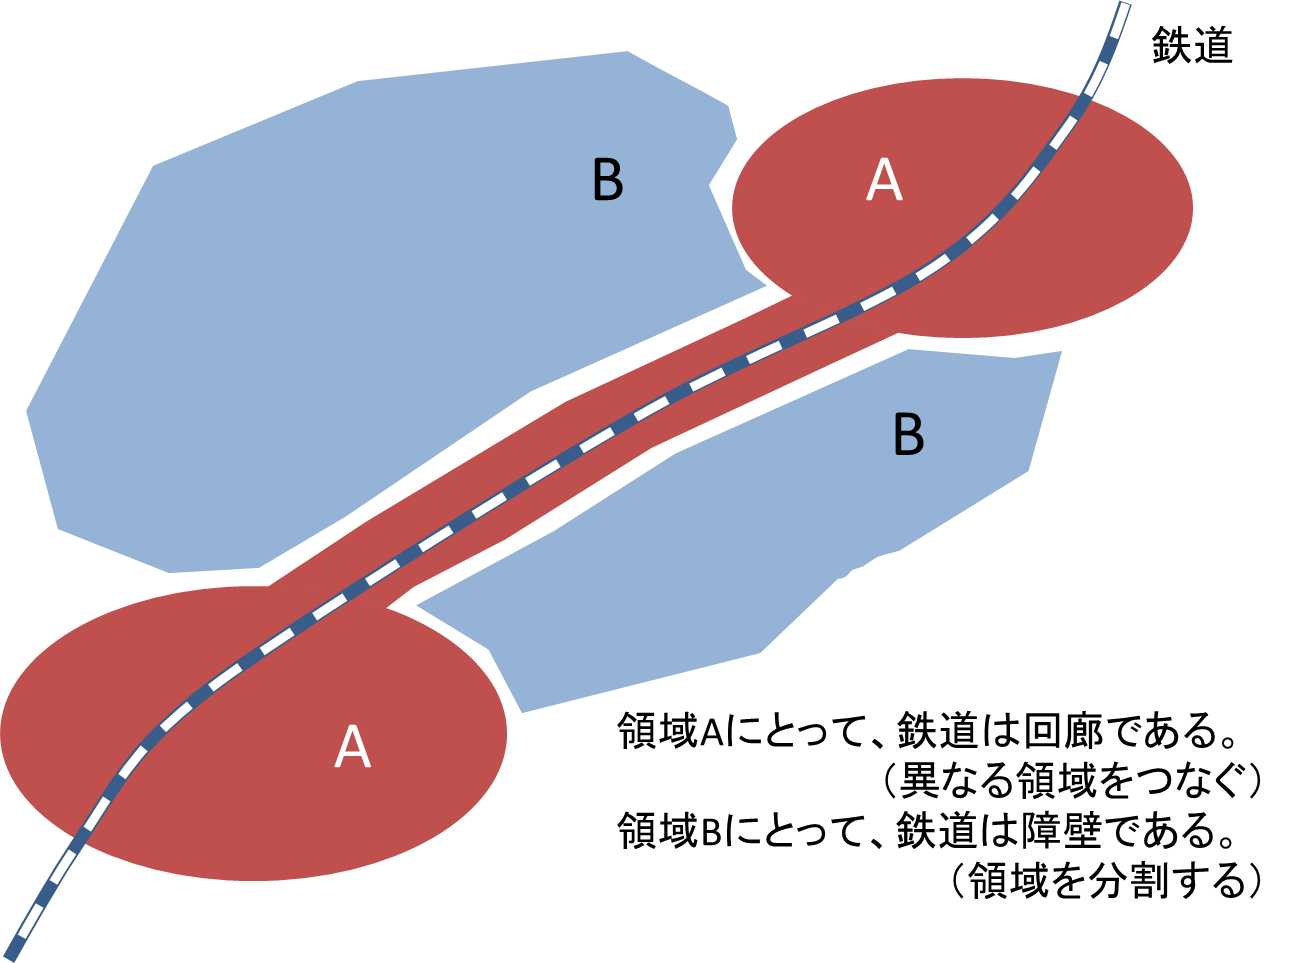 鉄道
B
A
B
A
領域Aにとって、鉄道は回廊である。
（異なる領域をつなぐ）
領域Bにとって、鉄道は障壁である。
（領域を分割する）